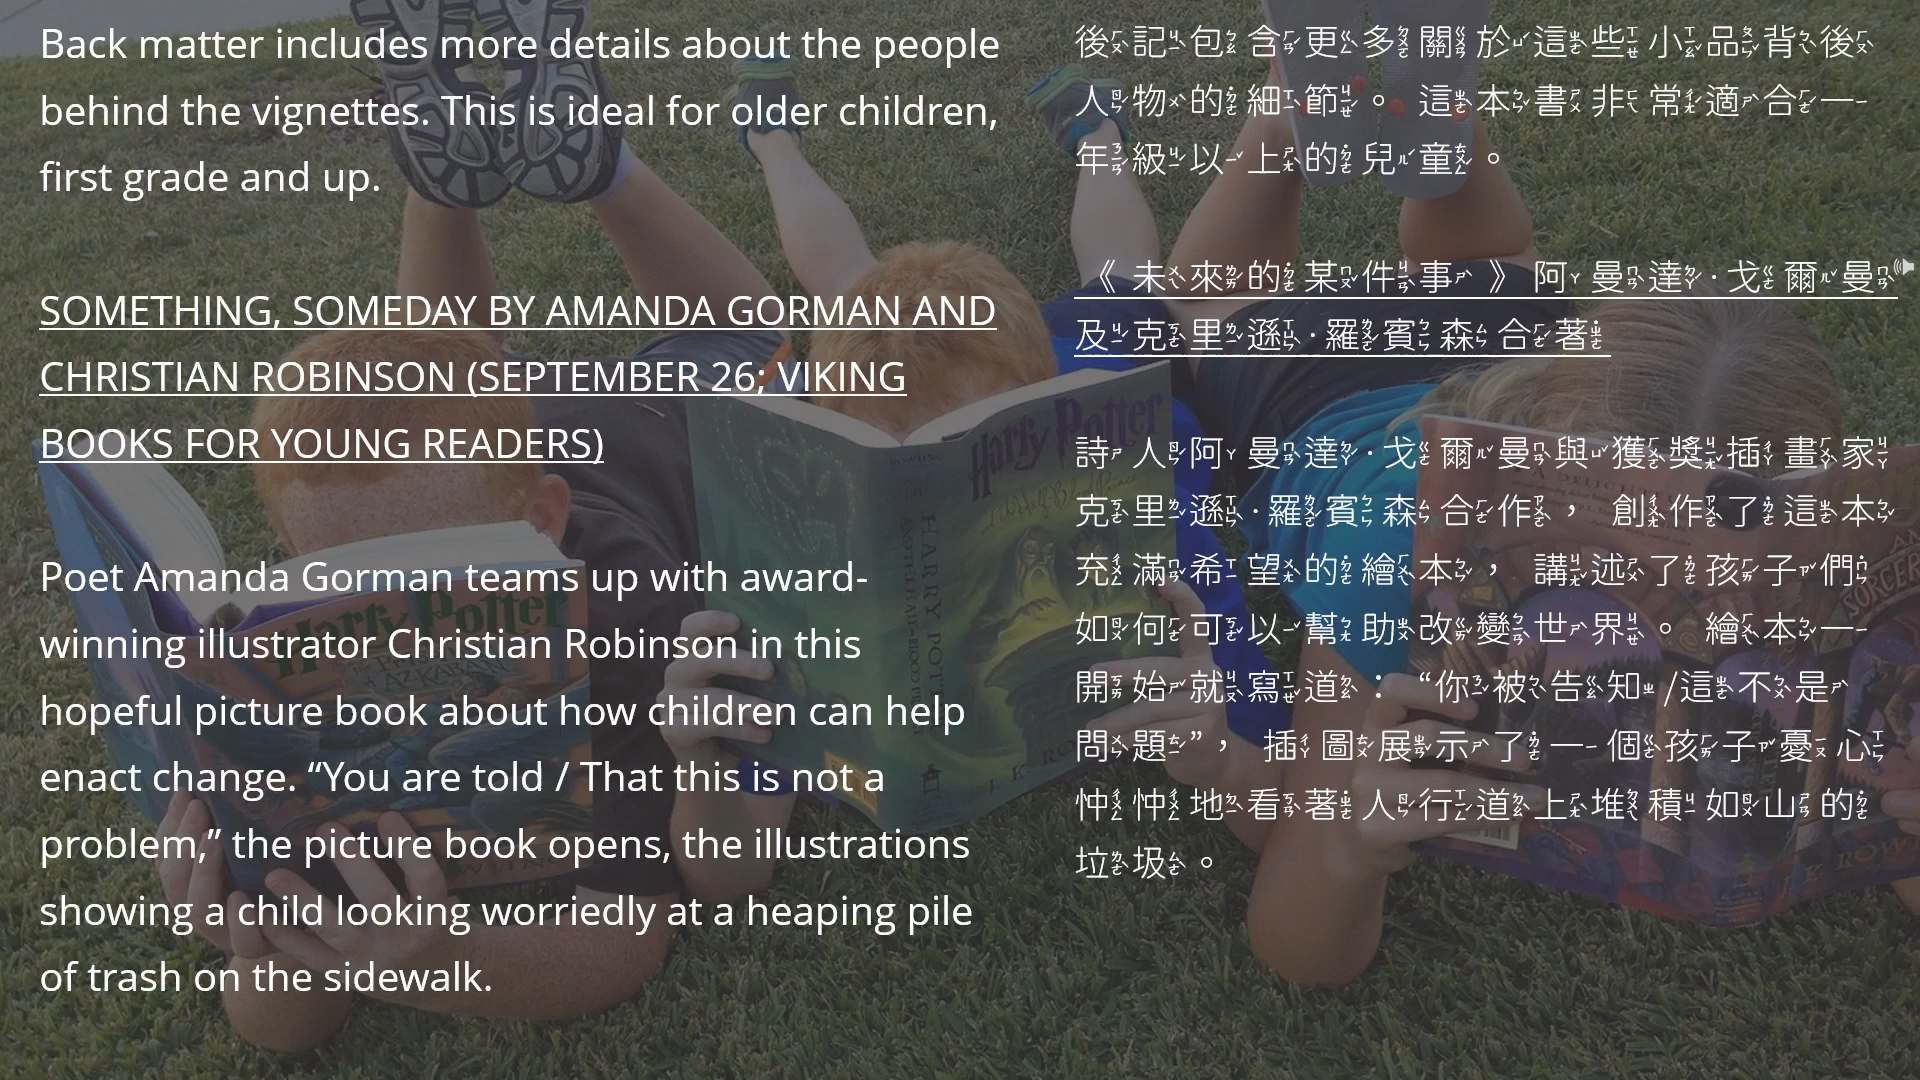 Back matter includes more details about the people
behind the vignettes. This is ideal for older children,
first grade and up.
SOMETHING, SOMEDAY BY AMANDA GORMAN AND
CHRISTIAN ROBINSON (SEPTEMBER 26; VIKING
BOOKS FOR YOUNG READERS)
Poet Amanda Gorman teams up with award-
winning illustrator Christian Robinson in this
hopeful picture book about how children can help
enact change. “You are told / That this is not a
problem,” the picture book opens, the illustrations
showing a child looking worriedly at a heaping pile
of trash on the sidewalk.
後記包含更多關於這些小品背後
人物的細節。這本書非常適合一
年級以上的兒童。
《未來的某件事》阿曼達·戈爾曼
及克里遜·羅賓森合著
詩人阿曼達·戈爾曼與獲獎插畫家
克里遜·羅賓森合作，創作了這本
充滿希望的繪本，講述了孩子們
如何可以幫助改變世界。繪本一
開始就寫道：“你被告知/這不是
問題”，插圖展示了一個孩子憂心
忡忡地看著人行道上堆積如山的
垃圾。
Harry Potter
AZKABAN
Harry Potter
HARRY POTTER
J. K. RO
SORCERER